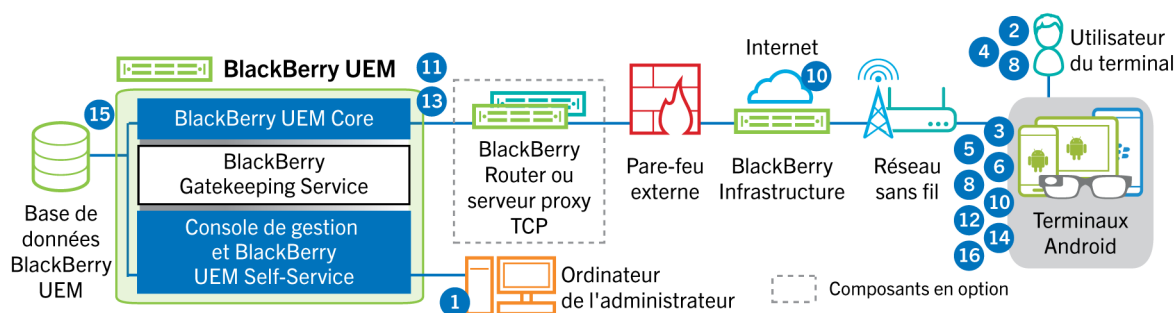 BlackBerry UEM
11
13
15
BlackBerry UEM Core
BlackBerry
Gatekeeping Service
Console de gestion
et BlackBerry
UEM Self-Service
Base de
données
BlackBerry
UEM
BlackBerry
Router ou
serveur proxy
TCP
1
Ordinateur
de l'administrateur
Pare-feu
externe
Internet
10
BlackBerry
Infrastructure
Réseau
sans fil
2
4
8
Utilisateur
du terminal
3
5
6
8
10
12
14
16
Terminaux
Android
Composants en option